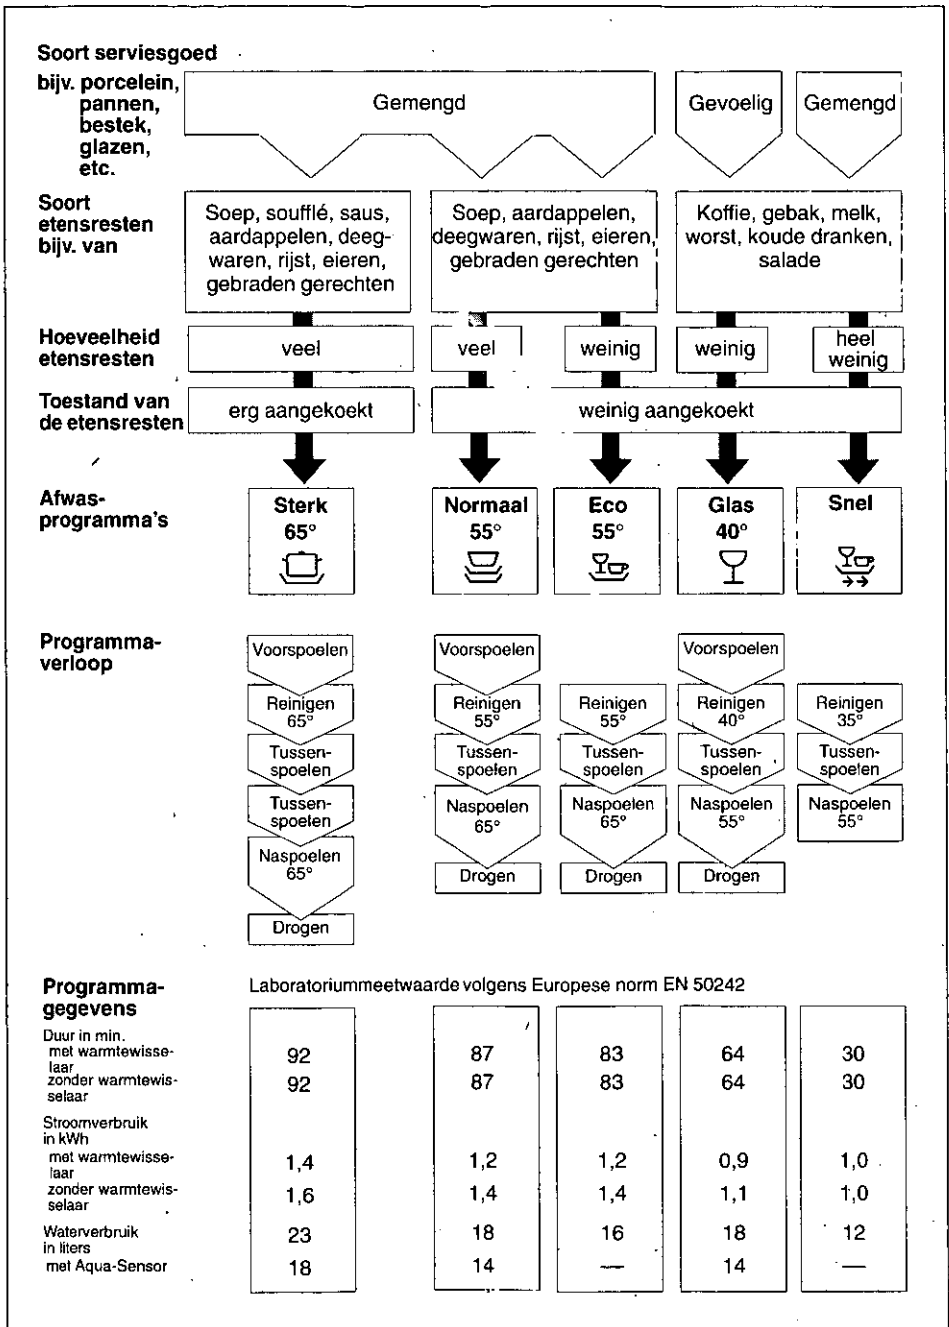 Soort serviesgoed
bijv. porcelein,
pannen,
bestek,
glazen,
etc.
Gemengd
Gevoelig
Gemengd
Soort
etensresten
bijv. van
Soep, soufflé, saus,
aardappelen, deeg-
waren, rijst, eieren,
gebraden gerechten
Soep, aardappelen,
deegwaren, rijst, eieren,
gebraden gerechten
Koffie, gebak, melk,
worst, koude dranken,
salade
Hoeveelheid
etensresten
veel
veel
weinig
weinig
heel
weinig
Toestand van
de etensresten
erg aangekoekt
weinig aangekoekt
Afwas-
programma's
Sterk
65°
Normaal
55°
Eco
55°
Glas
40°
Snel
Programma-
verloop
Voorspoelen
Reinigen
65°
Tussen-
spoelen
Tussen-
spoelen
Naspoelen
65°
Drogen
Voorspoelen
Reinigen
55°
Tussen-
spoelen
Naspoelen
65°
Drogen
Reinigen
55°
Tussen-
spoelen
Naspoelen
65°
Drogen
Voorspoelen
Reinigen
40°
Tussen-
spoelen
Naspoelen
55°
Drogen
Reinigen
35°
Tussen-
spoelen
Naspoelen
55°
Programma-
gegevens
Laboratoriummeetwaarde volgens Europese norm EN 50242
Duur in min.
met warmtewisse-
laar
92 87 83 64 30
zonder warmtewis-
selaar
92 87 83 64 30
Stroomverbruik
in kWh
met warmtewisse-
laar
1,4 1,2 1,2 0,9 1,0
zonder warmtewis-
selaar
1,6 1,4 1,4 1,1 1,0
Waterverbruik
in liters
23 18 16 18 12
met Aqua-Sensor
18 14 — 14 —